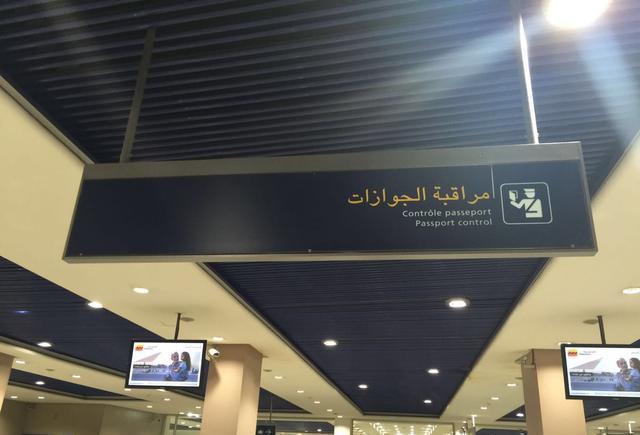 مراقبة الجوازات
Contrôle passeport
Passport control